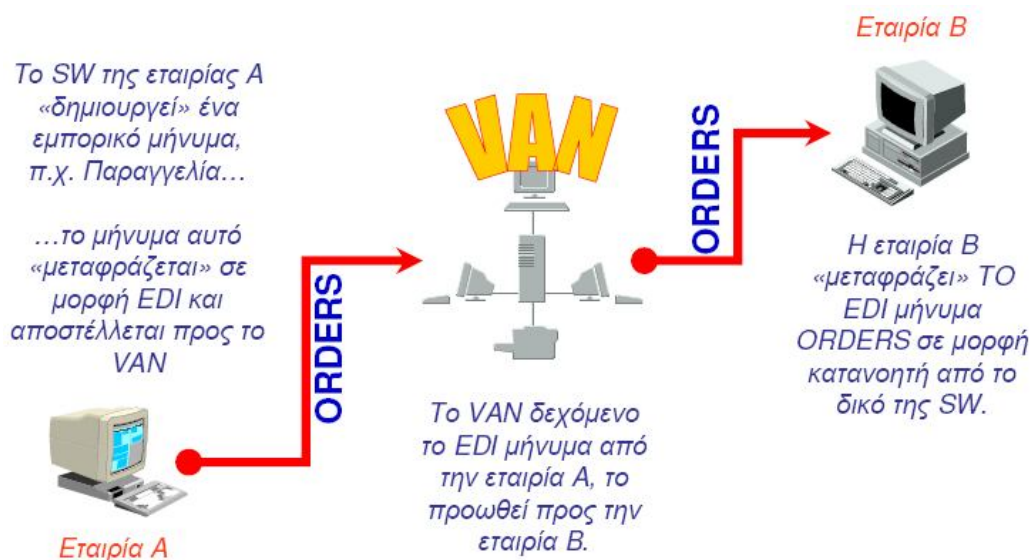 Το SW της εταιρίας Α
«δημιουργεί» ένα
εμπορικό μήνυμα,
π.χ. Παραγγελία…
…το μήνυμα αυτό
«μεταφράζεται» σε
μορφή EDI και
αποστέλλεται προς το
VAN
Εταιρία Α
ORDERS
VAN
Το VAN δεχόμενο
το EDI μήνυμα από
την εταιρία Α, το
προωθεί προς την
εταιρία Β.
ORDERS
Εταιρία Β
Η εταιρία Β
«μεταφράζει» ΤΟ
EDI μήνυμα
ORDERS σε μορφή
κατανοητή από το
δικό της SW.